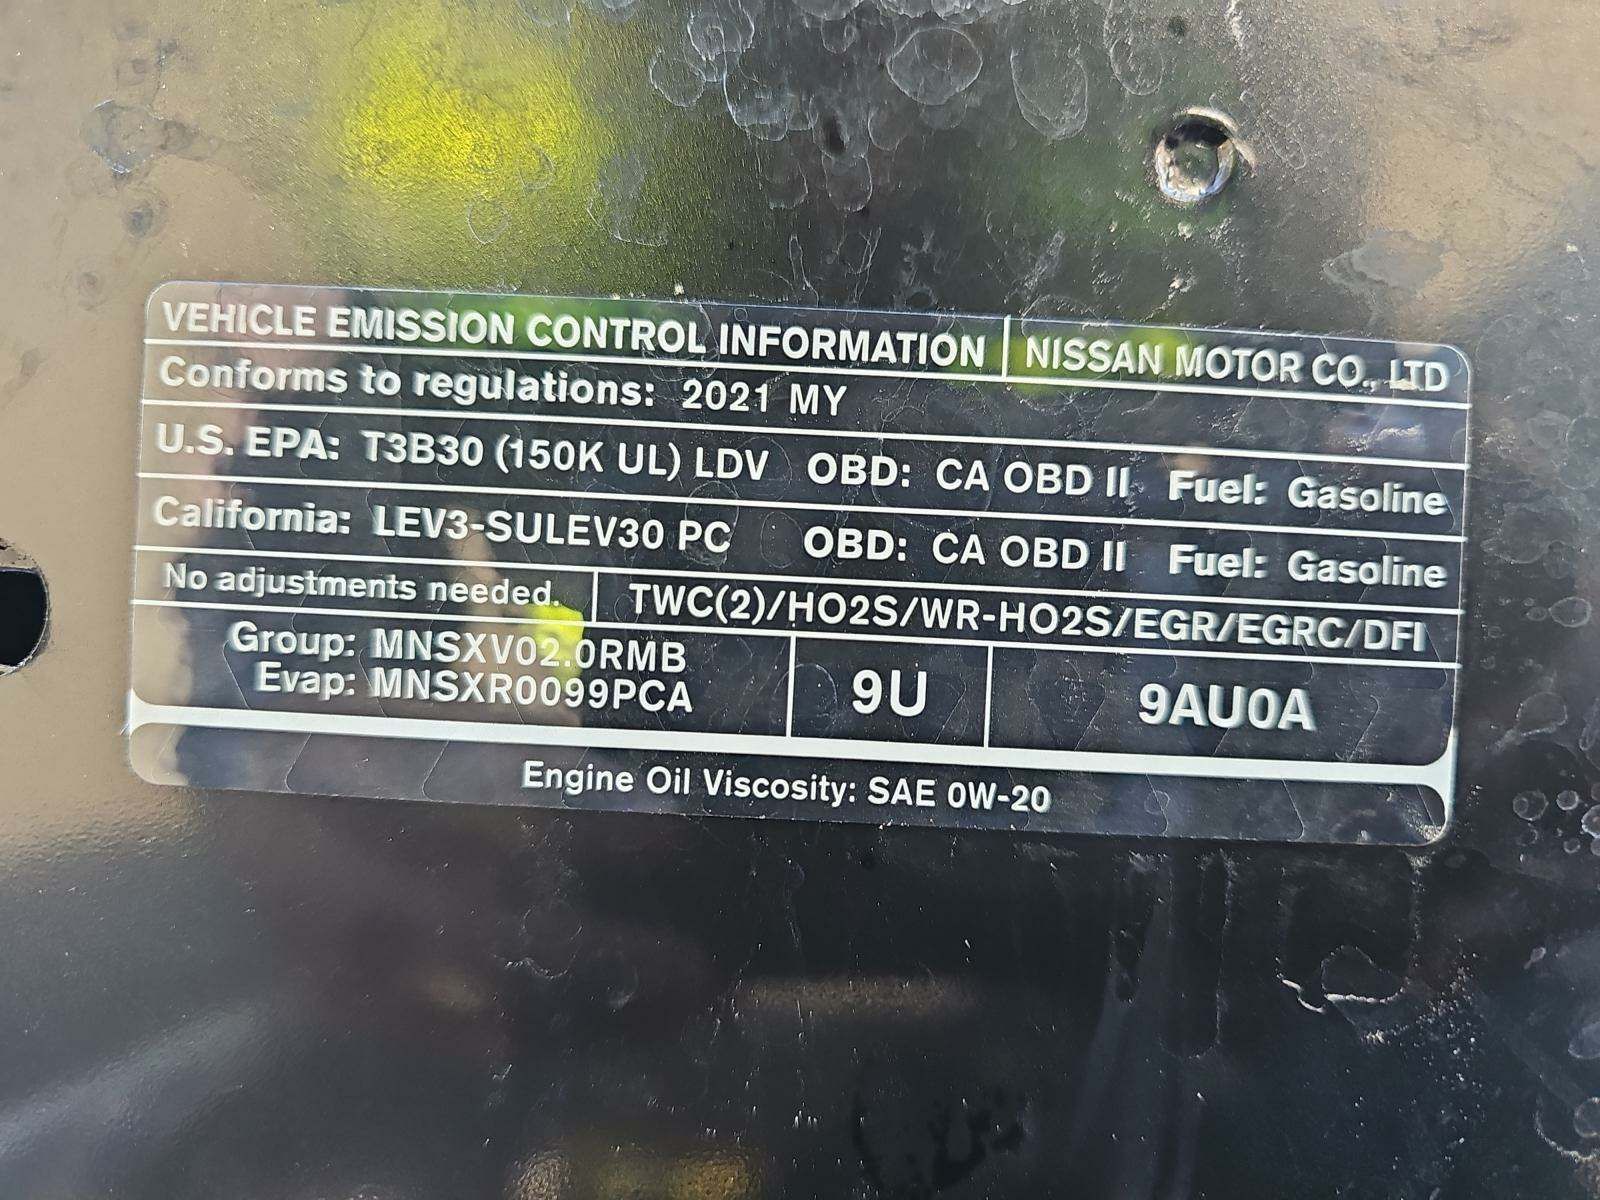 VEHICLE EMISSION CONTROL INFORMATION NISSAN MOTOR CO., LTD
Conforms to regulations: 2021 MY
U.S. EPA: T3B30 (150K UL) LDV OBD: CA OBD II Fuel: Gasoline
California: LEV3-SULEV30 PC OBD: CA OBD II Fuel: Gasoline
No adjustments needed. TWC(2)/HO2S/WR-HO2S/EGR/EGRC/DFI
Group: MNSXV02.0RMB
Evap: MNSXR0099PCA
9U
9AU0A
Engine Oil Viscosity: SAE 0W-20